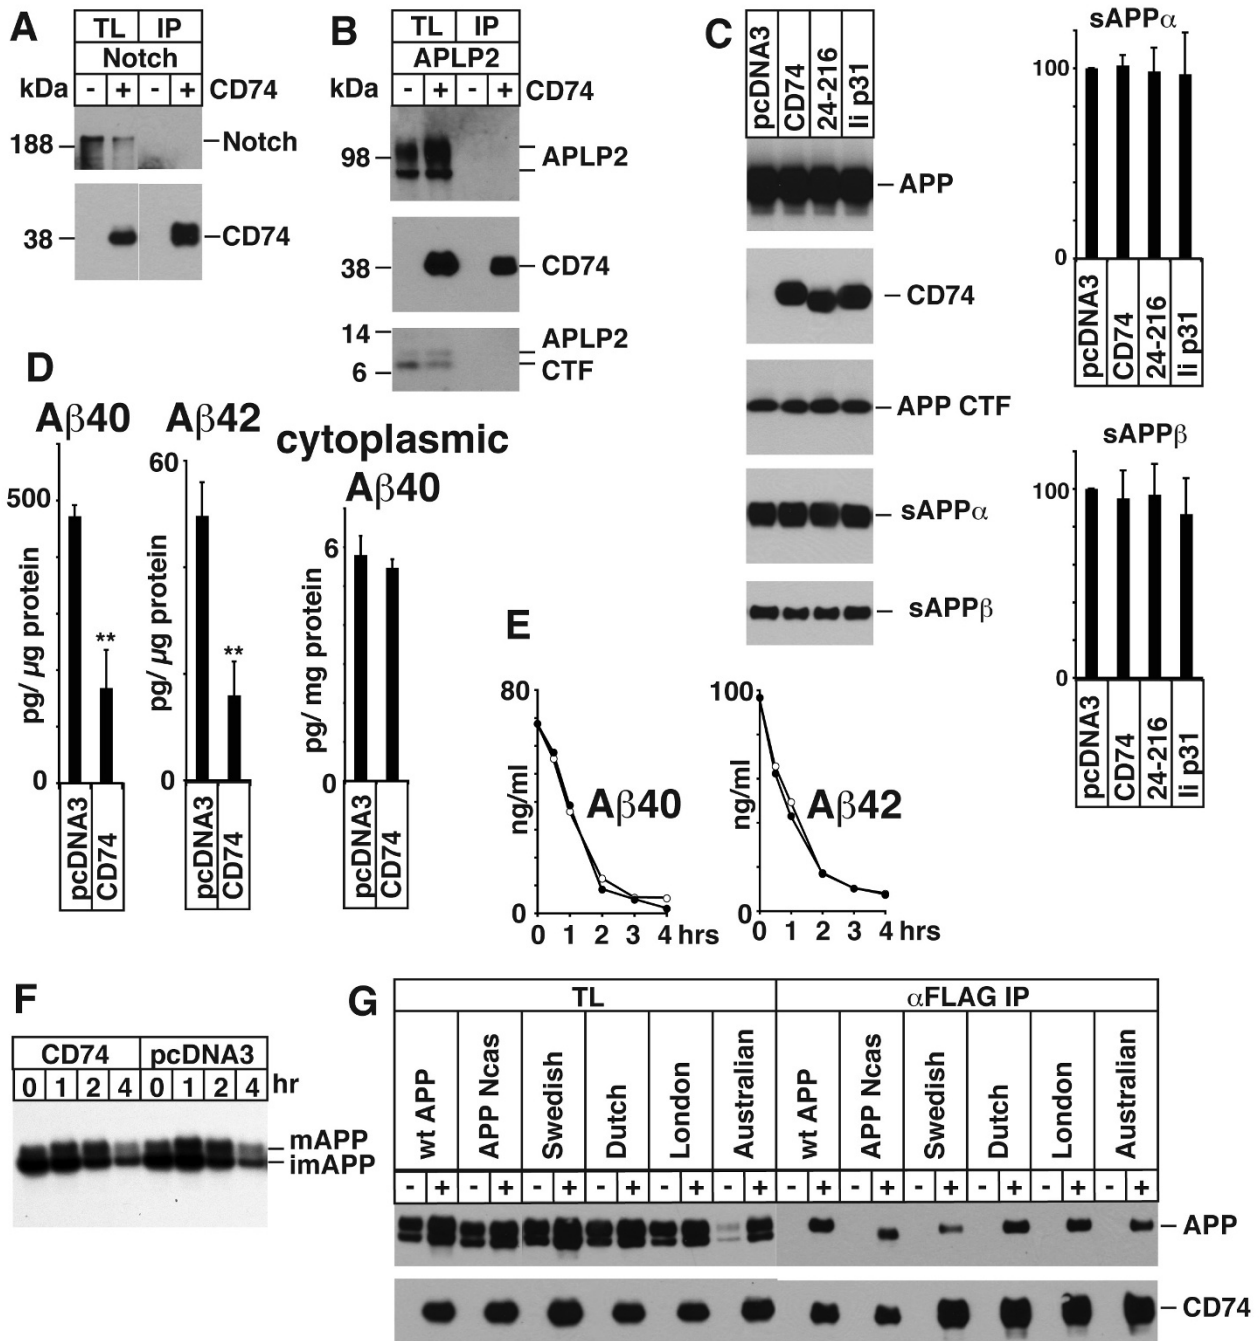 A
TL IP
Notch
kDa - + - + CD74
188 Notch
38 CD74
B
TL IP
APLP2
kDa - + - + CD74
98 APLP2
38 CD74
14 APLP2
6 CTF
C
pcDNA3 CD74 24-216 Ii p31
APP
CD74
APP CTF
sAPPα
sAPPβ
sAPPα
100
0
pcDNA3 CD74 24-216 Ii p31
sAPPβ
100
0
pcDNA3 CD74 24-216 Ii p31
D
Aβ40
500
pg/ μg protein
**
0
pcDNA3 CD74
Aβ42
60
pg/ μg protein
**
0
pcDNA3 CD74
cytoplasmic
Aβ40
6
pg/ mg protein
0
pcDNA3 CD74
E
80
ng/ml
Aβ40
0
0 1 2 3 4 hrs
100
ng/ml
Aβ42
0
0 1 2 3 4 hrs
F
CD74 pcDNA3
0 1 2 4 0 1 2 4 hr
mAPP
imAPP
G
TL αFLAG IP
wt APP APP Ncas Swedish Dutch London Australian wt APP APP Ncas Swedish Dutch London Australian
- + - + - + - + - + - + - + - + - + - + - + - +
APP
CD74